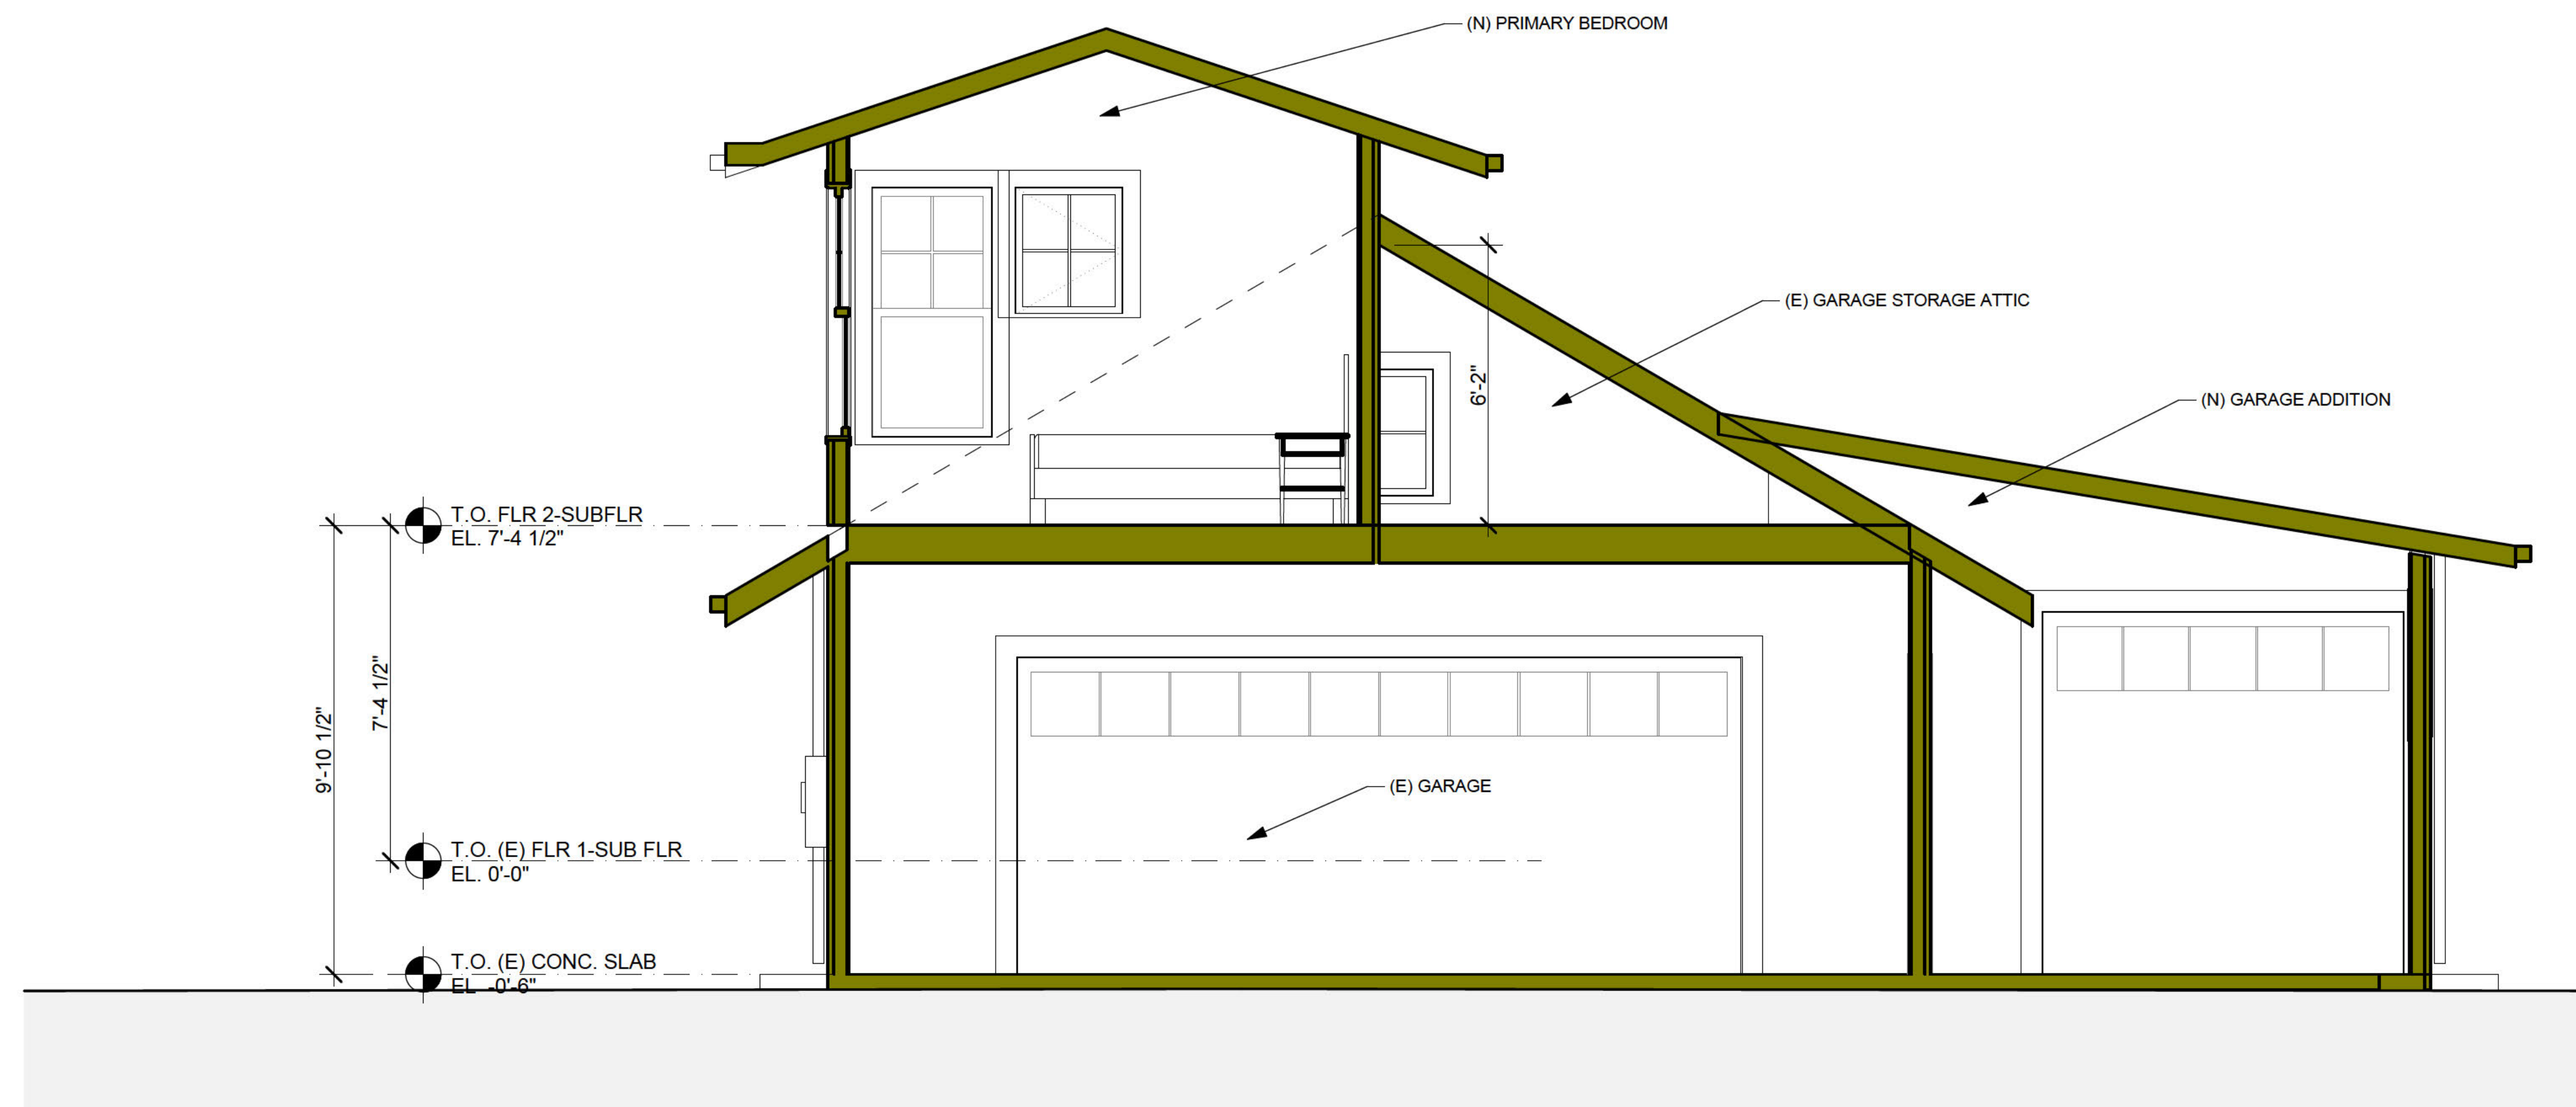 (N) PRIMARY BEDROOM
(E) GARAGE STORAGE ATTIC
6'-2"
(N) GARAGE ADDITION
T.O. FLR 2-SUBFLR
EL. 7'-4 1/2"
7'-4 1/2"
9'-10 1/2"
(E) GARAGE
T.O. (E) FLR 1-SUB FLR
EL. 0'-0"
T.O. (E) CONC. SLAB
EL -0'-6"